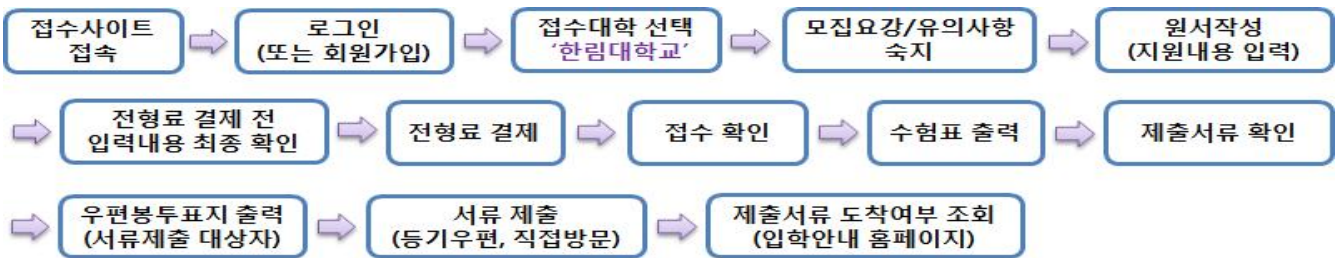 접수사이트
접속
로그인
(또는 회원가입)
접수대학 선택
‘한림대학교’
모집요강/유의사항
숙지
원서작성
(지원내용 입력)
전형료 결제 전
입력내용 최종 확인
전형료 결제
접수 확인
수험표 출력
제출서류 확인
우편봉투표지 출력
(서류제출 대상자)
서류 제출
(등기우편, 직접방문)
제출서류 도착여부 조회
(입학안내 홈페이지)